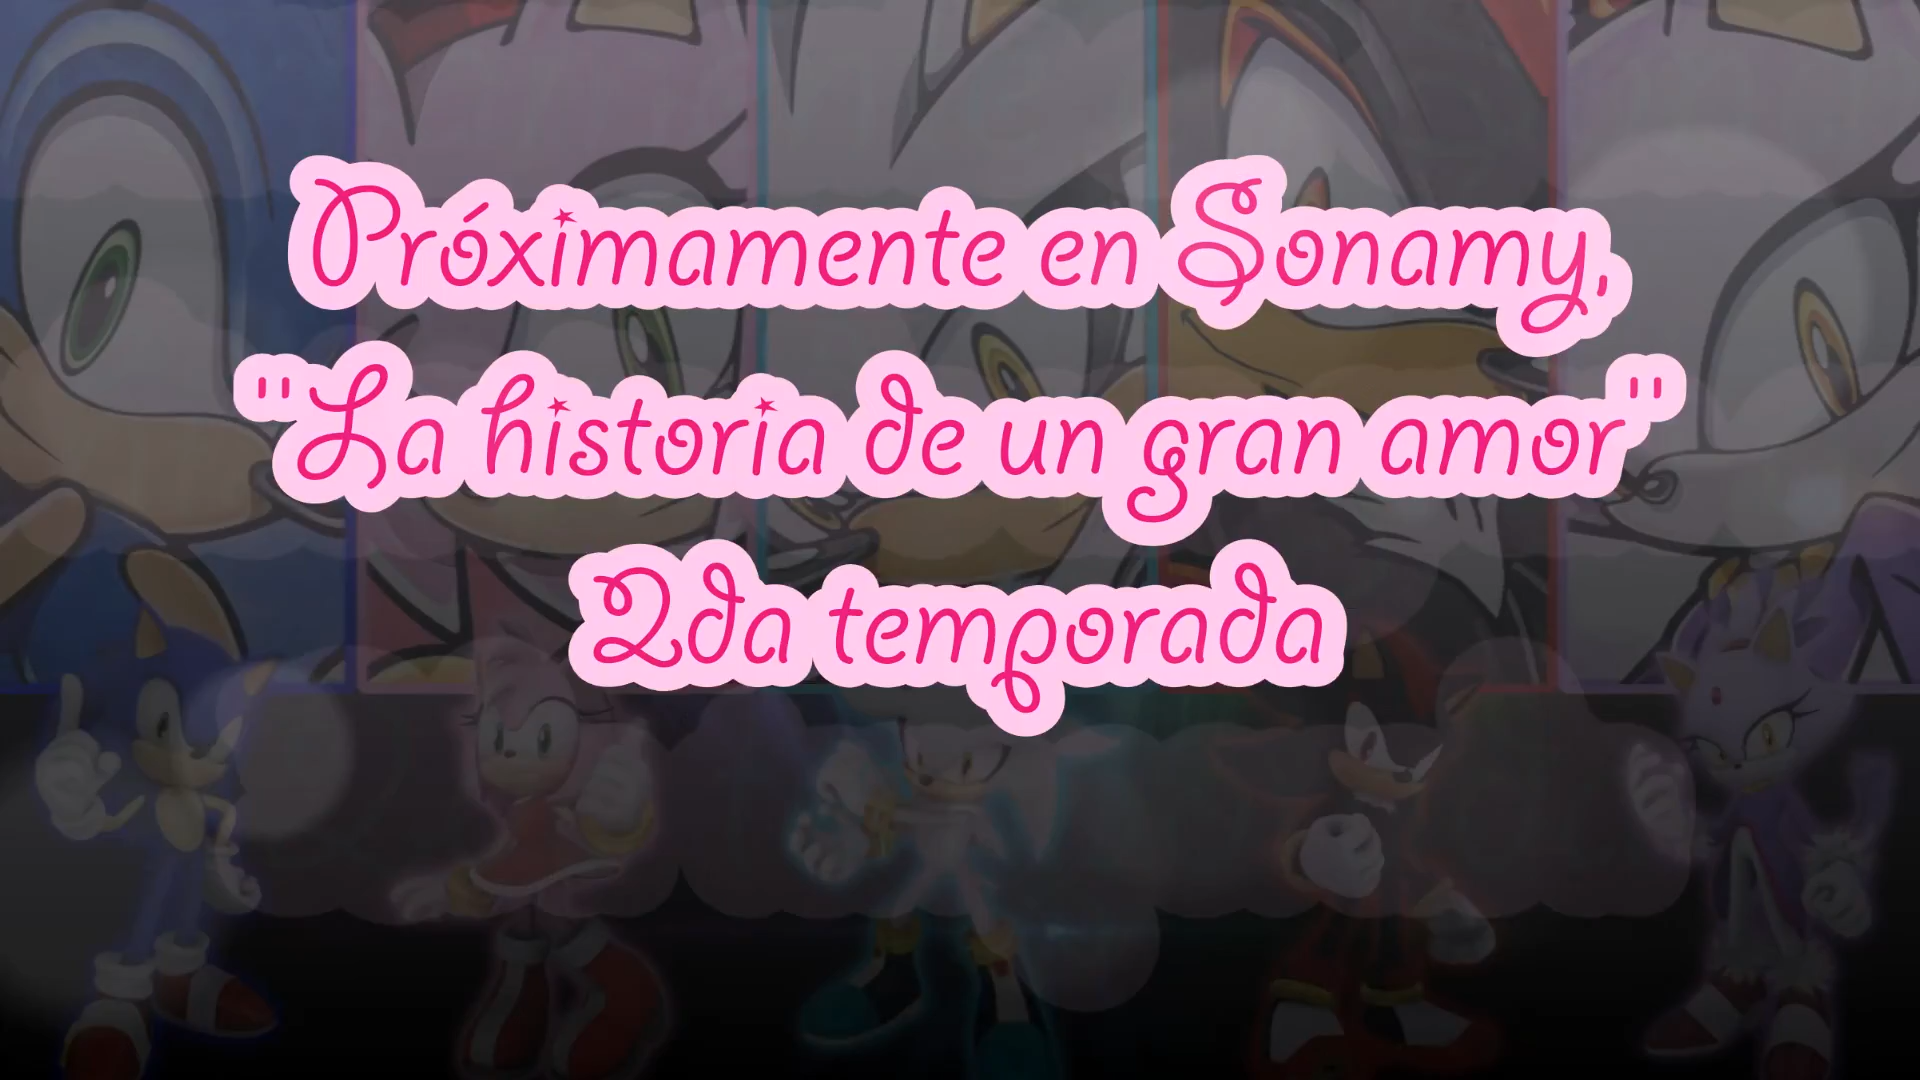 Próximamente en Sonamy,
"La historia de un gran amor"
2da temporada